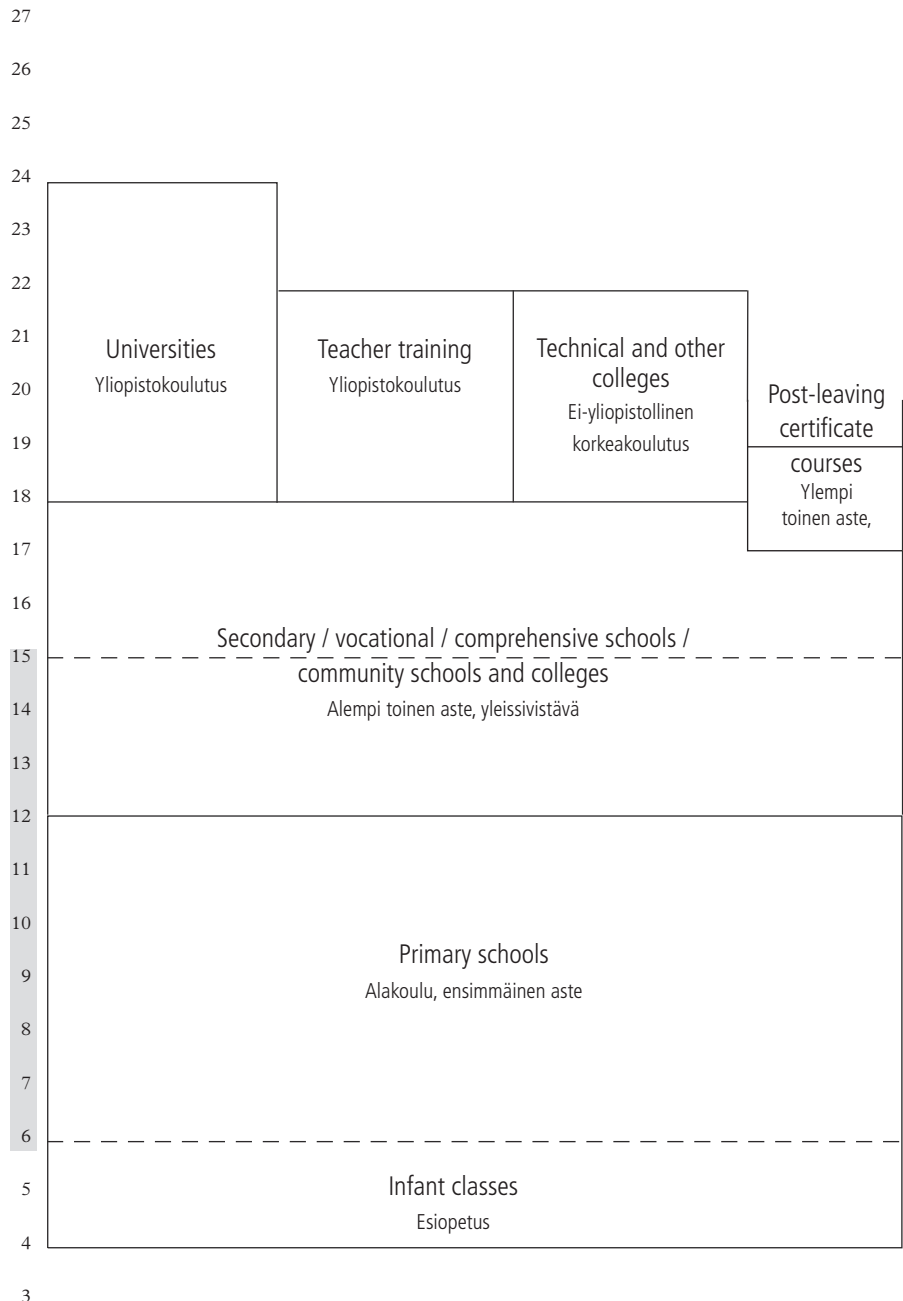 27
26
25
24
23
22
21
20
19
18
17
16
15
14
13
12
11
10
9
8
7
6
5
4
3
Universities
Yliopistokoulutus
Teacher training
Yliopistokoulutus
Technical and other
colleges
Ei-yliopistollinen
korkeakoulutus
Post-leaving
certificate
courses
Ylempi
toinen aste,
Secondary / vocational / comprehensive schools /
community schools and colleges
Alempi toinen aste, yleissivistävä
Primary schools
Alakoulu, ensimmäinen aste
Infant classes
Esiopetus